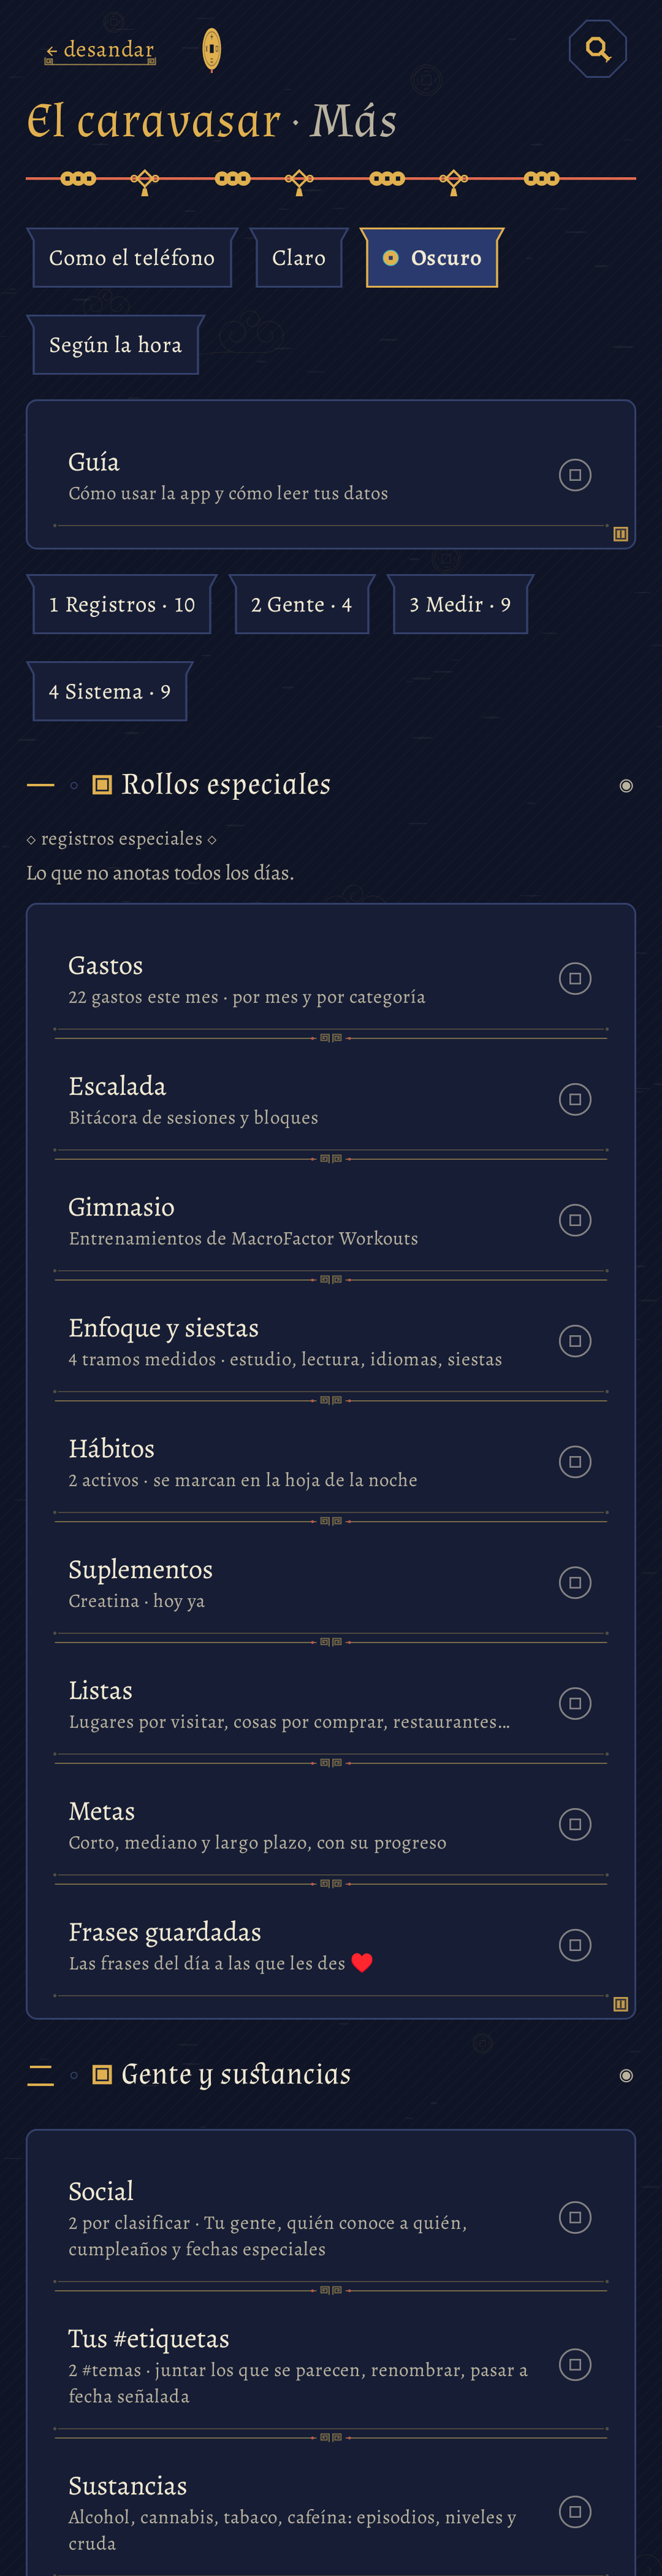 ← desandar
El caravasar · Más
Como el teléfono
Claro
Oscuro
Según la hora
Guía
Cómo usar la app y cómo leer tus datos
1 Registros · 10
2 Gente · 4
3 Medir · 9
4 Sistema · 9
Rollos especiales
◇ registros especiales ◇
Lo que no anotas todos los días.
Gastos
22 gastos este mes · por mes y por categoría
Escalada
Bitácora de sesiones y bloques
Gimnasio
Entrenamientos de MacroFactor Workouts
Enfoque y siestas
4 tramos medidos · estudio, lectura, idiomas, siestas
Hábitos
2 activos · se marcan en la hoja de la noche
Suplementos
Creatina · hoy ya
Listas
Lugares por visitar, cosas por comprar, restaurantes…
Metas
Corto, mediano y largo plazo, con su progreso
Frases guardadas
Las frases del día a las que les des ❤️
Gente y sustancias
Social
2 por clasificar · Tu gente, quién conoce a quién,
cumpleaños y fechas especiales
Tus #etiquetas
2 #temas · juntar los que se parecen, renombrar, pasar a
fecha señalada
Sustancias
Alcohol, cannabis, tabaco, cafeína: episodios, niveles y
cruda